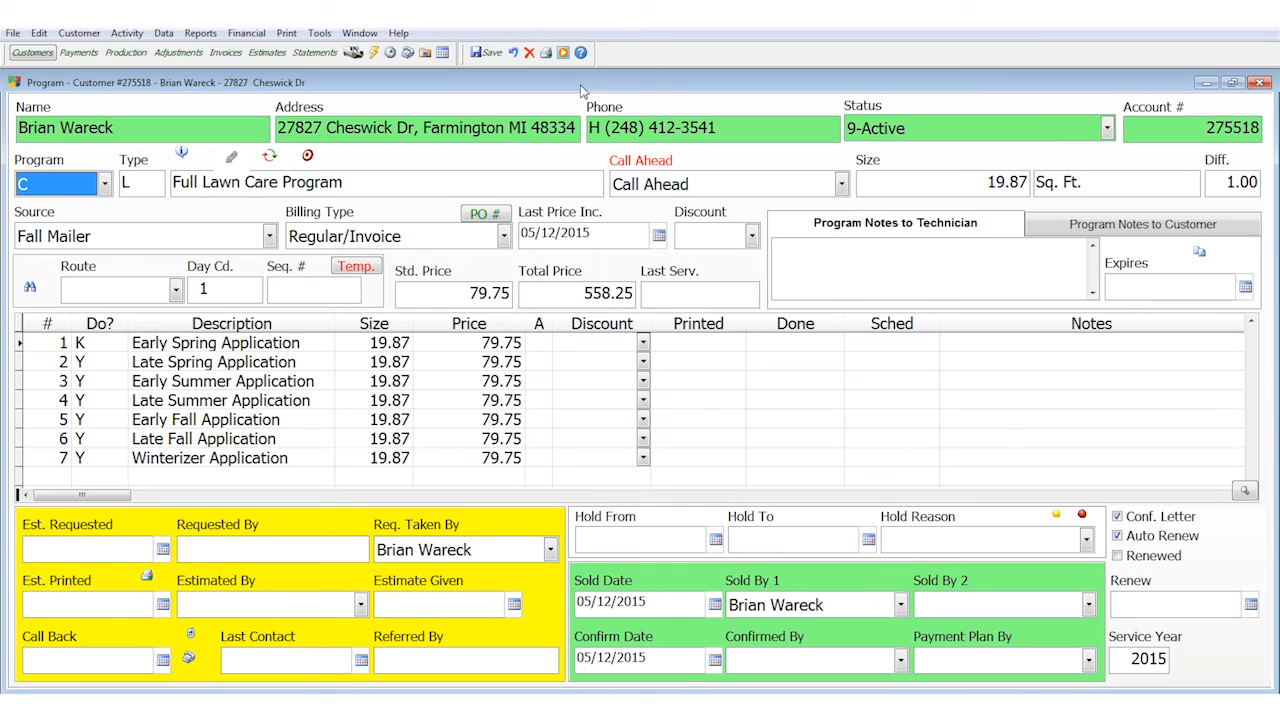 File Edit Customer Activity Data Reports Financial Print Tools Window Help
Customers Payments Production Adjustments Invoices Estimates Statements Save
Program - Customer #275518 - Brian Wareck - 27827 Cheswick Dr
Name Address Phone Status Account #
Brian Wareck 27827 Cheswick Dr, Farmington MI 48334 H (248) 412-3541 9-Active 275518
Program Type Call Ahead Size Diff.
C L Full Lawn Care Program Call Ahead 19.87 Sq. Ft. 1.00
Source Billing Type PO # Last Price Inc. Discount Program Notes to Technician Program Notes to Customer
Fall Mailer Regular/Invoice 05/12/2015
Route Day Cd. Seq. # Temp. Std. Price Total Price Last Serv. Expires
1 79.75 558.25
# Do? Description Size Price A Discount Printed Done Sched Notes
1 K Early Spring Application 19.87 79.75
2 Y Late Spring Application 19.87 79.75
3 Y Early Summer Application 19.87 79.75
4 Y Late Summer Application 19.87 79.75
5 Y Early Fall Application 19.87 79.75
6 Y Late Fall Application 19.87 79.75
7 Y Winterizer Application 19.87 79.75
Est. Requested Requested By Req. Taken By Hold From Hold To Hold Reason Conf. Letter
Brian Wareck Auto Renew
Renewed
Est. Printed Estimated By Estimate Given Sold Date Sold By 1 Sold By 2 Renew
05/12/2015 Brian Wareck
Call Back Last Contact Referred By Confirm Date Confirmed By Payment Plan By Service Year
05/12/2015 2015